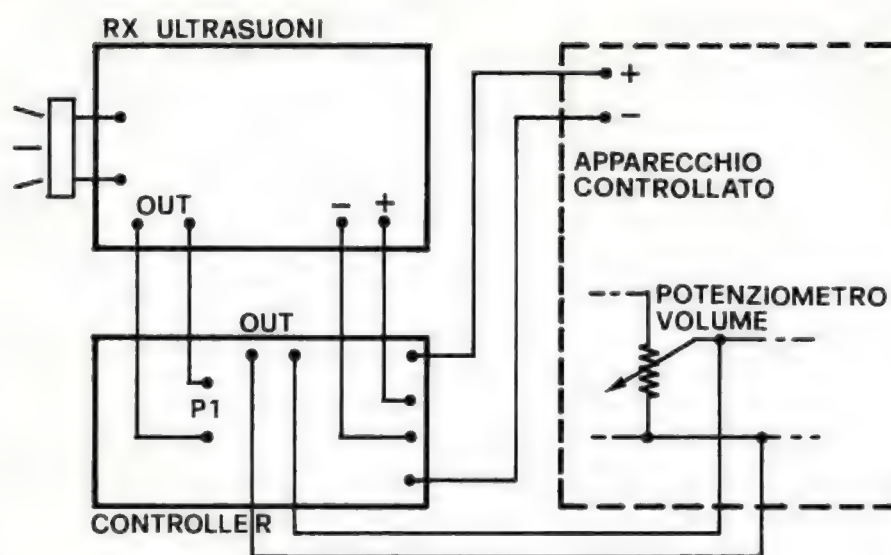 RX ULTRASUONI
OUT
- +
+
-
APPARECCHIO
CONTROLLATO
POTENZIOMETRO
VOLUME
OUT
P1
CONTROLLER